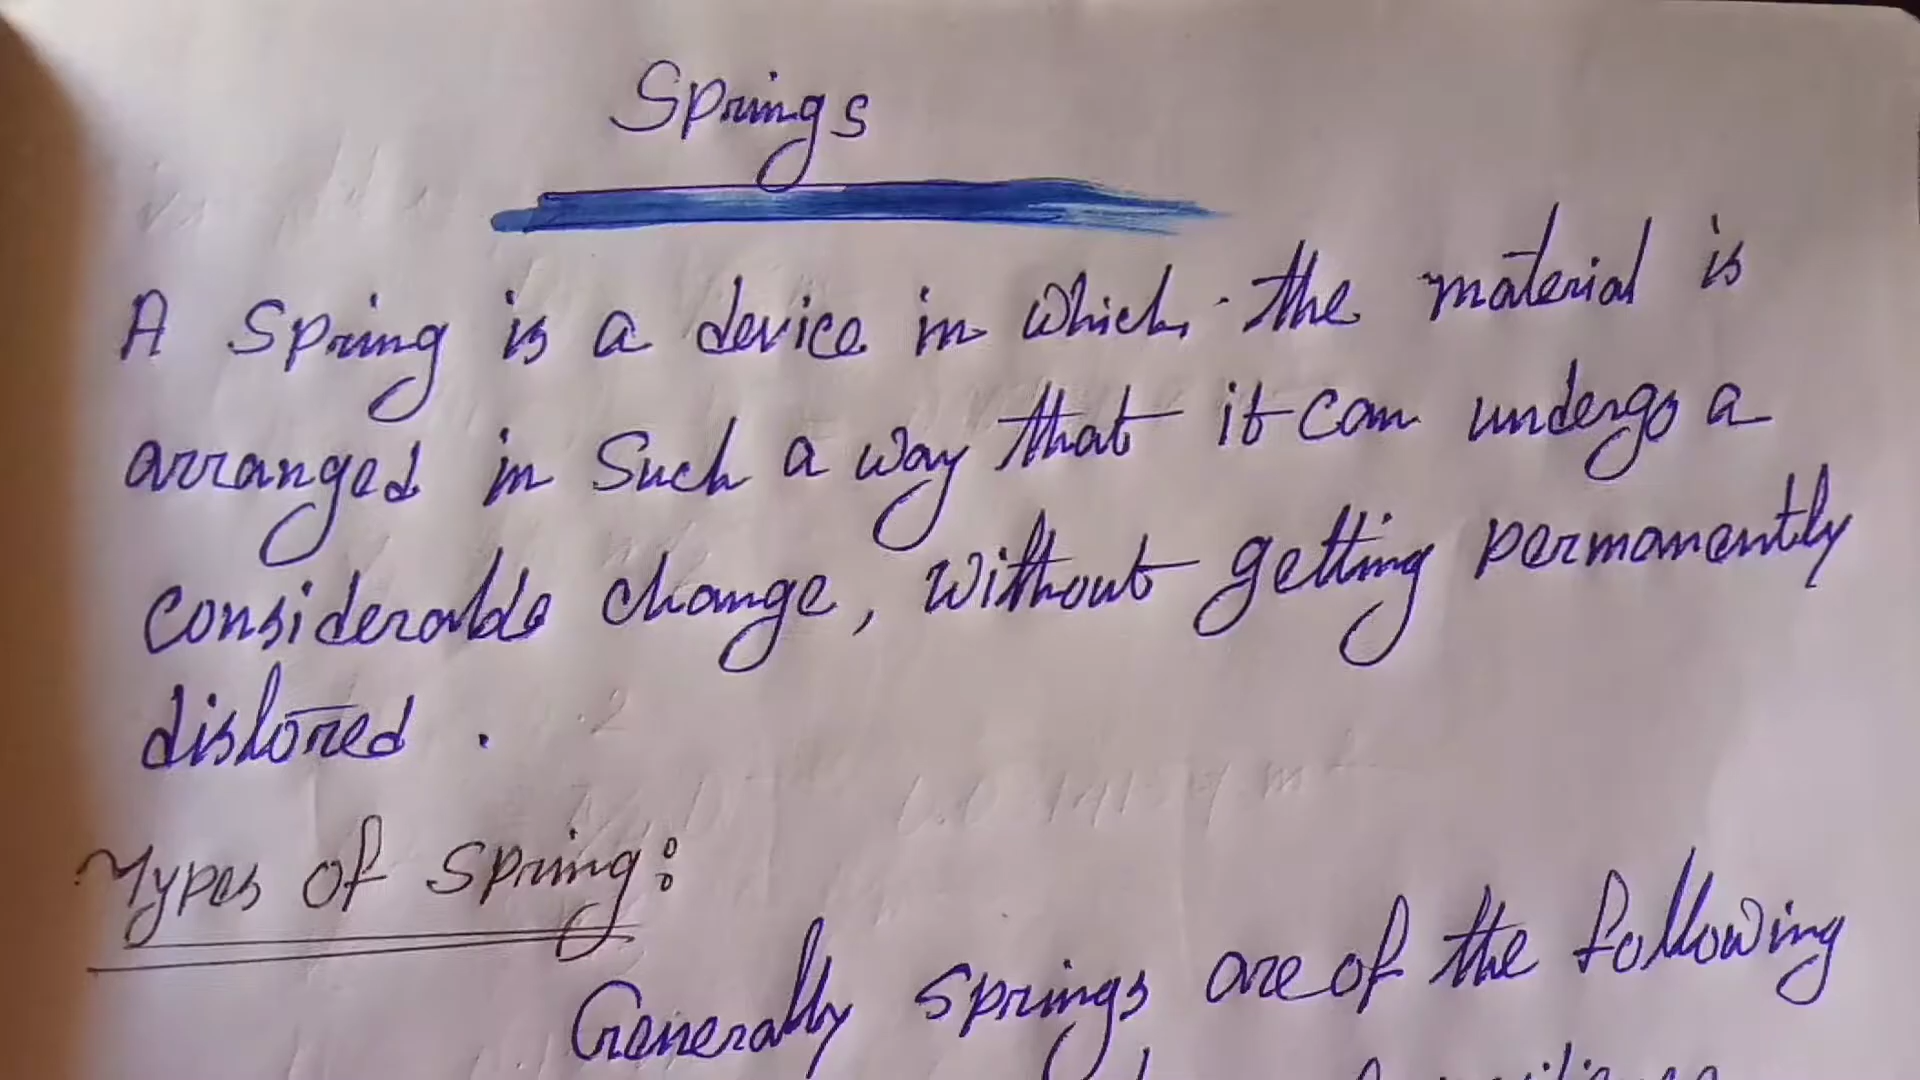 Springs
A Spring is a device in which the material is
arranged in Such a way that it can undergo a
considerable change, without getting permanently
distored.
Types of Spring:
Generally springs are of the following